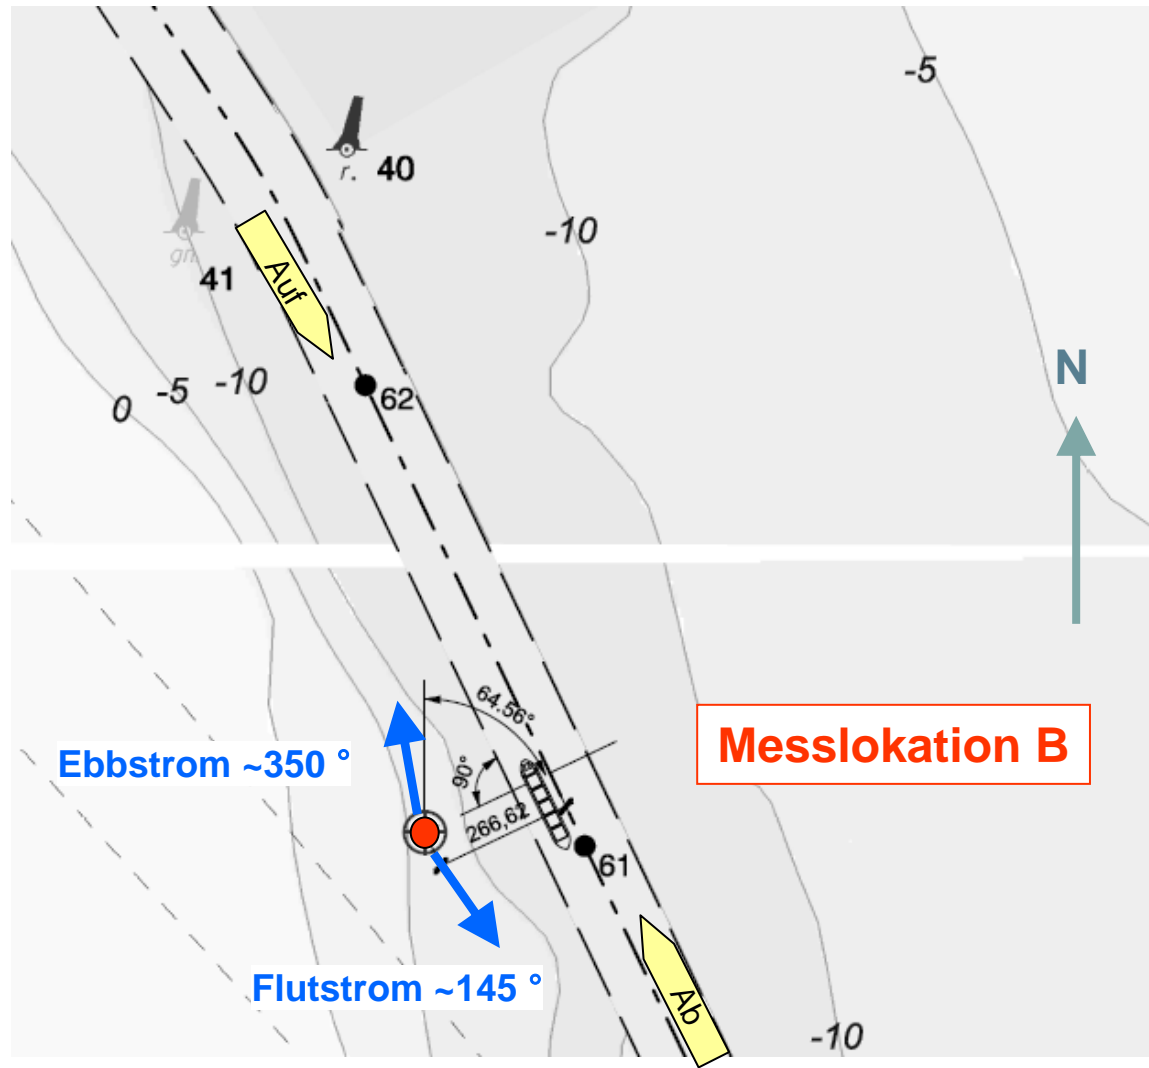 -5
r. 40
-10
gn. 41
Auf
N
0 -5 -10
62
64.56°
Messlokation B
Ebbstrom ~350 °
90°
266,62
61
Flutstrom ~145 °
Ab
-10